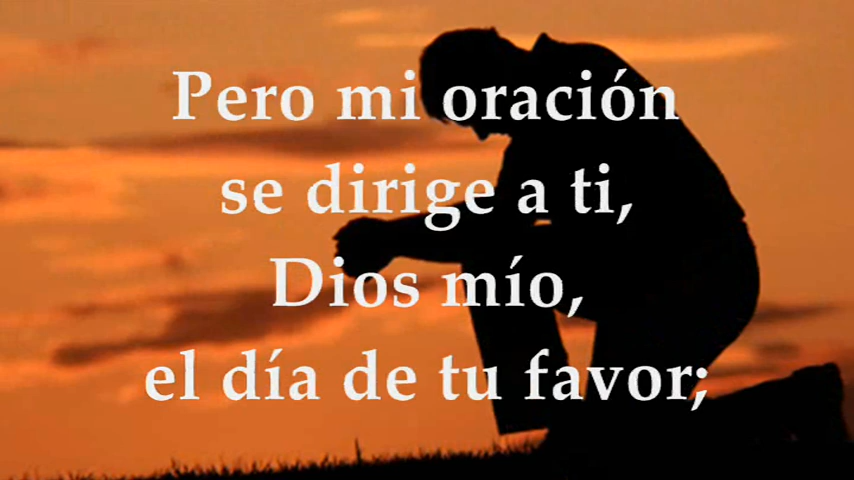 Pero mi oración
se dirige a ti,
Dios mío,
el día de tu favor;